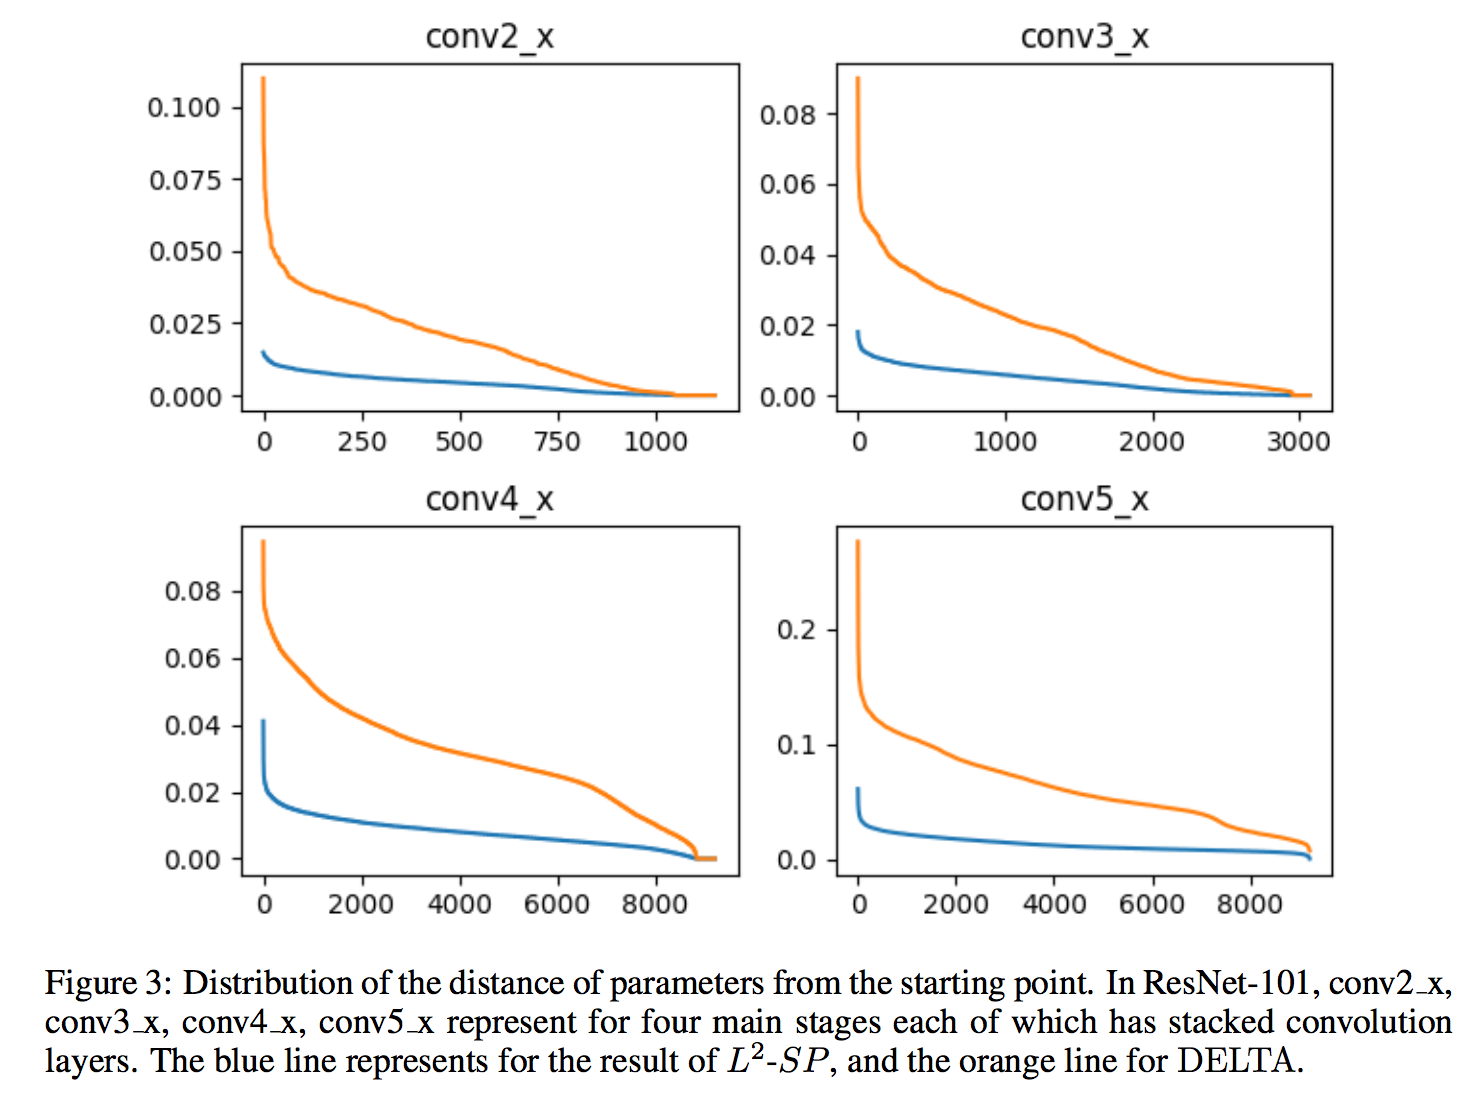 conv2_x
conv3_x
0.100
0.075
0.050
0.025
0.000
0 250 500 750 1000
0.08
0.06
0.04
0.02
0.00
0 1000 2000 3000
conv4_x
conv5_x
0.08
0.06
0.04
0.02
0.00
0 2000 4000 6000 8000
0.2
0.1
0.0
0 2000 4000 6000 8000
Figure 3: Distribution of the distance of parameters from the starting point. In ResNet-101, conv2_x,
conv3_x, conv4_x, conv5_x represent for four main stages each of which has stacked convolution
layers. The blue line represents for the result of L²-SP, and the orange line for DELTA.